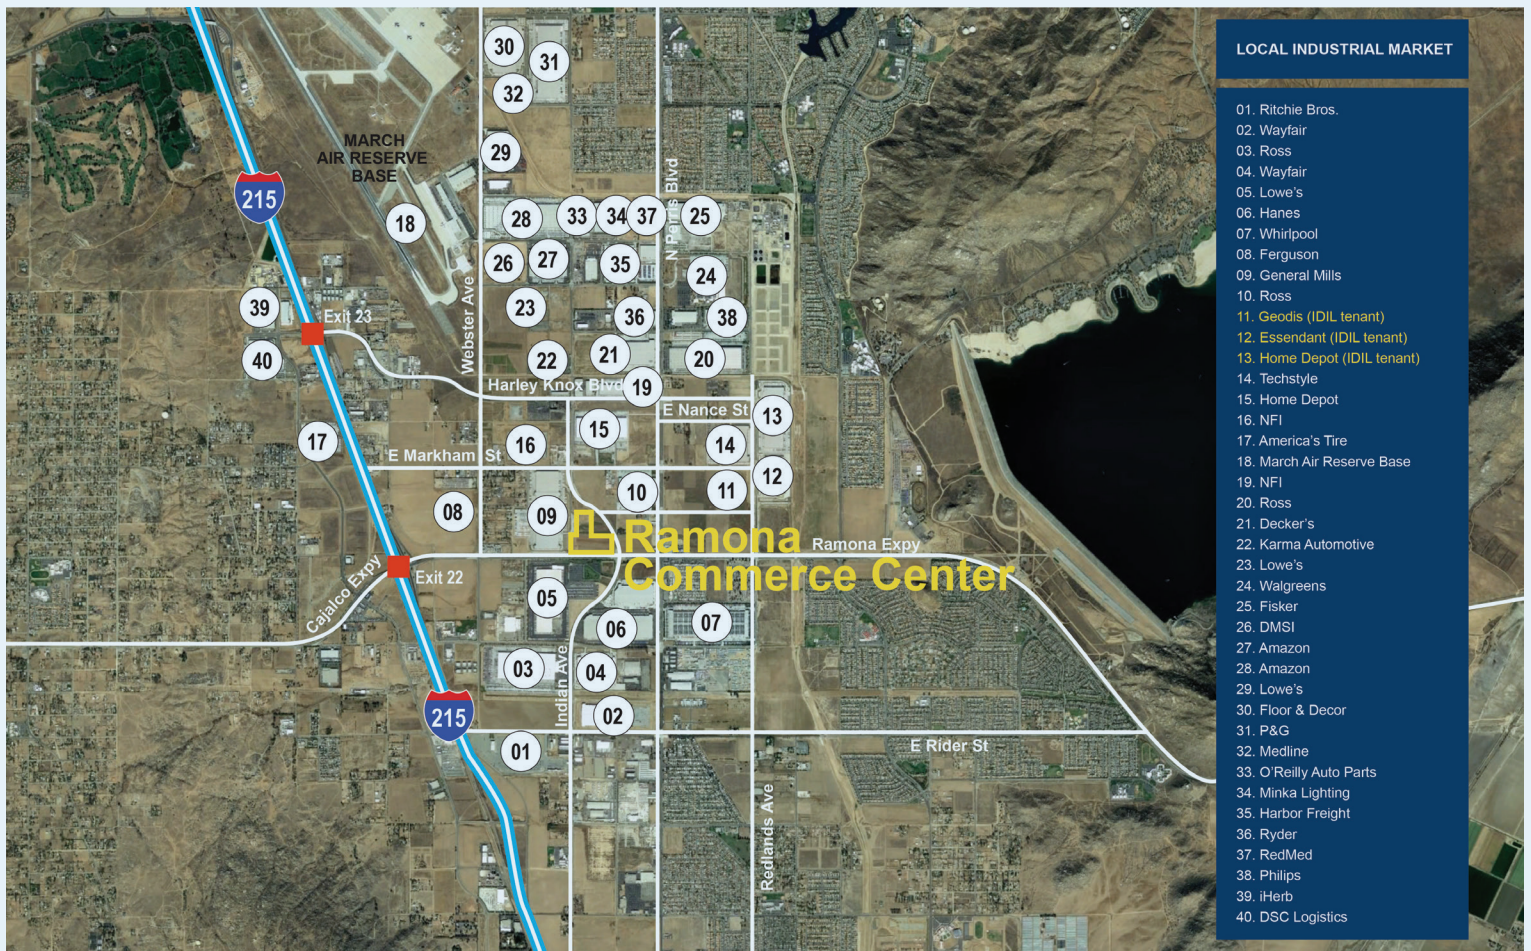 LOCAL INDUSTRIAL MARKET
01. Ritchie Bros.
02. Wayfair
03. Ross
04. Wayfair
05. Lowe's
06. Hanes
07. Whirlpool
08. Ferguson
09. General Mills
10. Ross
11. Geodis (IDIL tenant)
12. Essendant (IDIL tenant)
13. Home Depot (IDIL tenant)
14. Techstyle
15. Home Depot
16. NFI
17. America's Tire
18. March Air Reserve Base
19. NFI
20. Ross
21. Decker's
22. Karma Automotive
23. Lowe's
24. Walgreens
25. Fisker
26. DMSI
27. Amazon
28. Amazon
29. Lowe's
30. Floor & Decor
31. P&G
32. Medline
33. O'Reilly Auto Parts
34. Minka Lighting
35. Harbor Freight
36. Ryder
37. RedMed
38. Philips
39. iHerb
40. DSC Logistics
30
31
32
MARCH
AIR RESERVE
BASE
29
215
18
28
33
34
37
25
N Perris Blvd
26
27
35
24
Webster Ave
39
Exit 23
23
36
38
40
22
21
20
Harley Knox Blvd
19
E Nance St
13
17
16
15
14
E Markham St
12
08
09
10
11
Ramona
Commerce Center
Ramona Expy
Cajalco Expy
Exit 22
05
06
07
03
04
Indian Ave
215
02
01
E Rider St
Redlands Ave